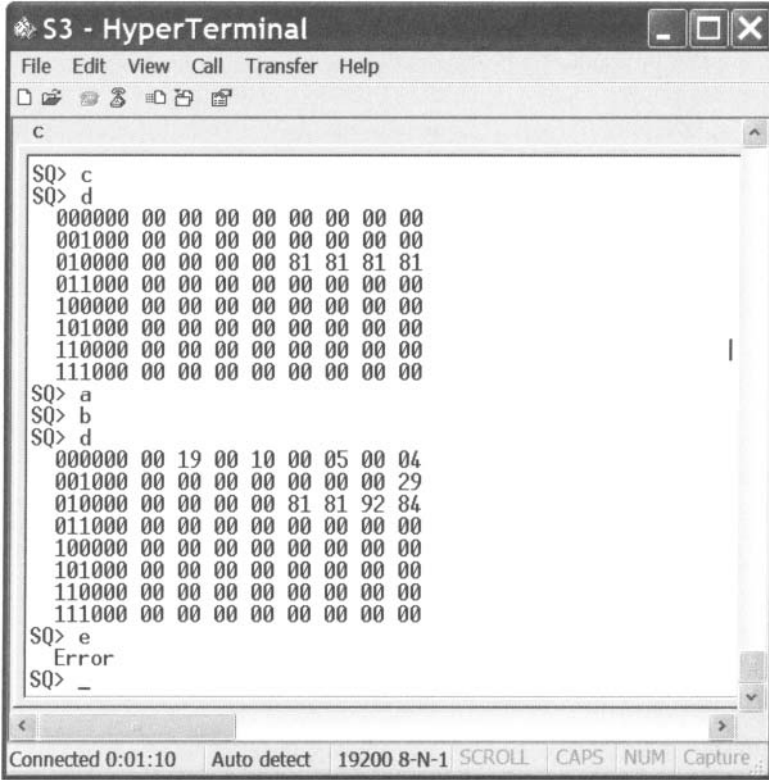 S3 - HyperTerminal
File Edit View Call Transfer Help
C
SQ> c
SQ> d
000000 00 00 00 00 00 00 00 00
001000 00 00 00 00 00 00 00 00
010000 00 00 00 00 81 81 81 81
011000 00 00 00 00 00 00 00 00
100000 00 00 00 00 00 00 00 00
101000 00 00 00 00 00 00 00 00
110000 00 00 00 00 00 00 00 00
111000 00 00 00 00 00 00 00 00
SQ> a
SQ> b
SQ> d
000000 00 19 00 10 00 05 00 04
001000 00 00 00 00 00 00 00 29
010000 00 00 00 00 81 81 92 84
011000 00 00 00 00 00 00 00 00
100000 00 00 00 00 00 00 00 00
101000 00 00 00 00 00 00 00 00
110000 00 00 00 00 00 00 00 00
111000 00 00 00 00 00 00 00 00
SQ> e
Error
SQ> _
Connected 0:01:10 Auto detect 19200 8-N-1 SCROLL CAPS NUM Capture